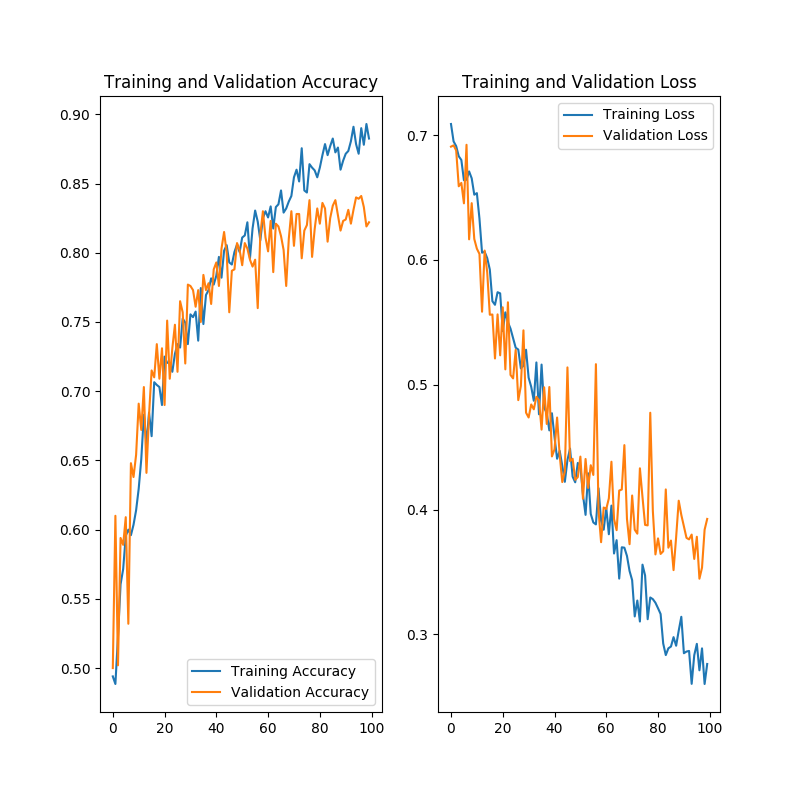 Training and Validation Accuracy
0.90
0.85
0.80
0.75
0.70
0.65
0.60
0.55
0.50
0 20 40 60 80 100
Training Accuracy
Validation Accuracy
Training and Validation Loss
0.7
0.6
0.5
0.4
0.3
0 20 40 60 80 100
Training Loss
Validation Loss